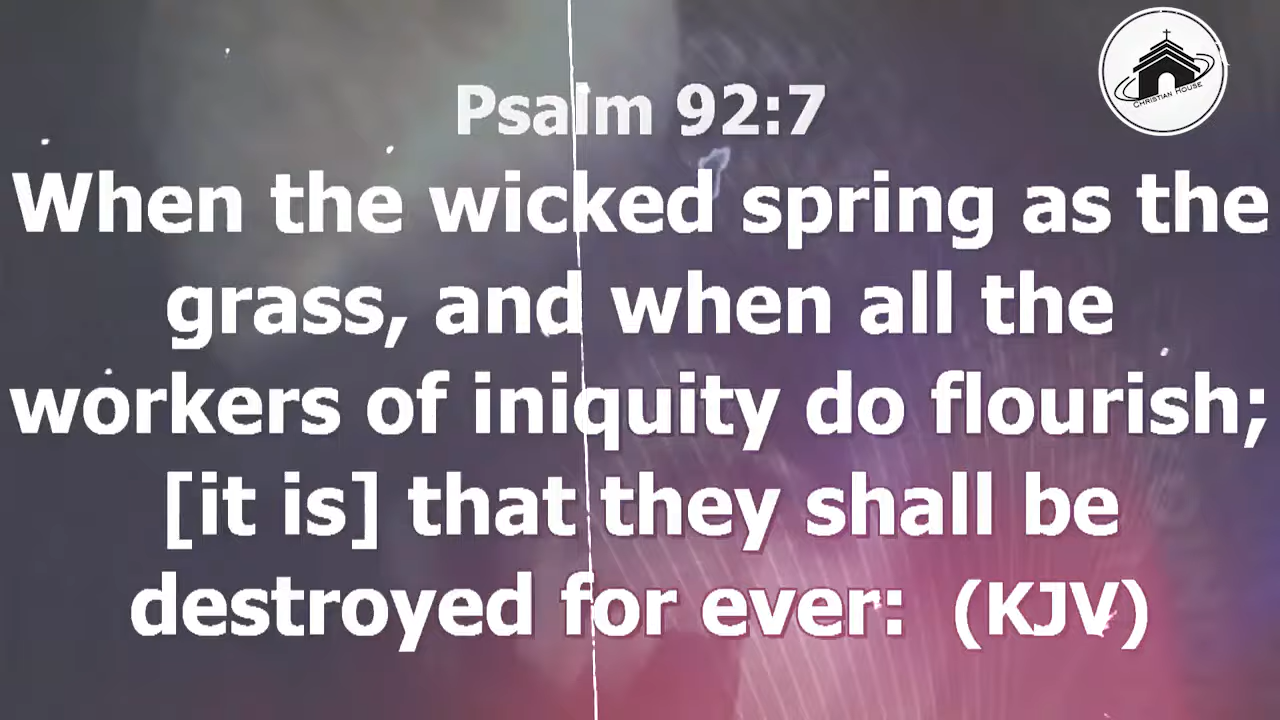 CHRISTIAN HOUSE
Psalm 92:7
When the wicked spring as the
grass, and when all the
workers of iniquity do flourish;
[it is] that they shall be
destroyed for ever:  (KJV)